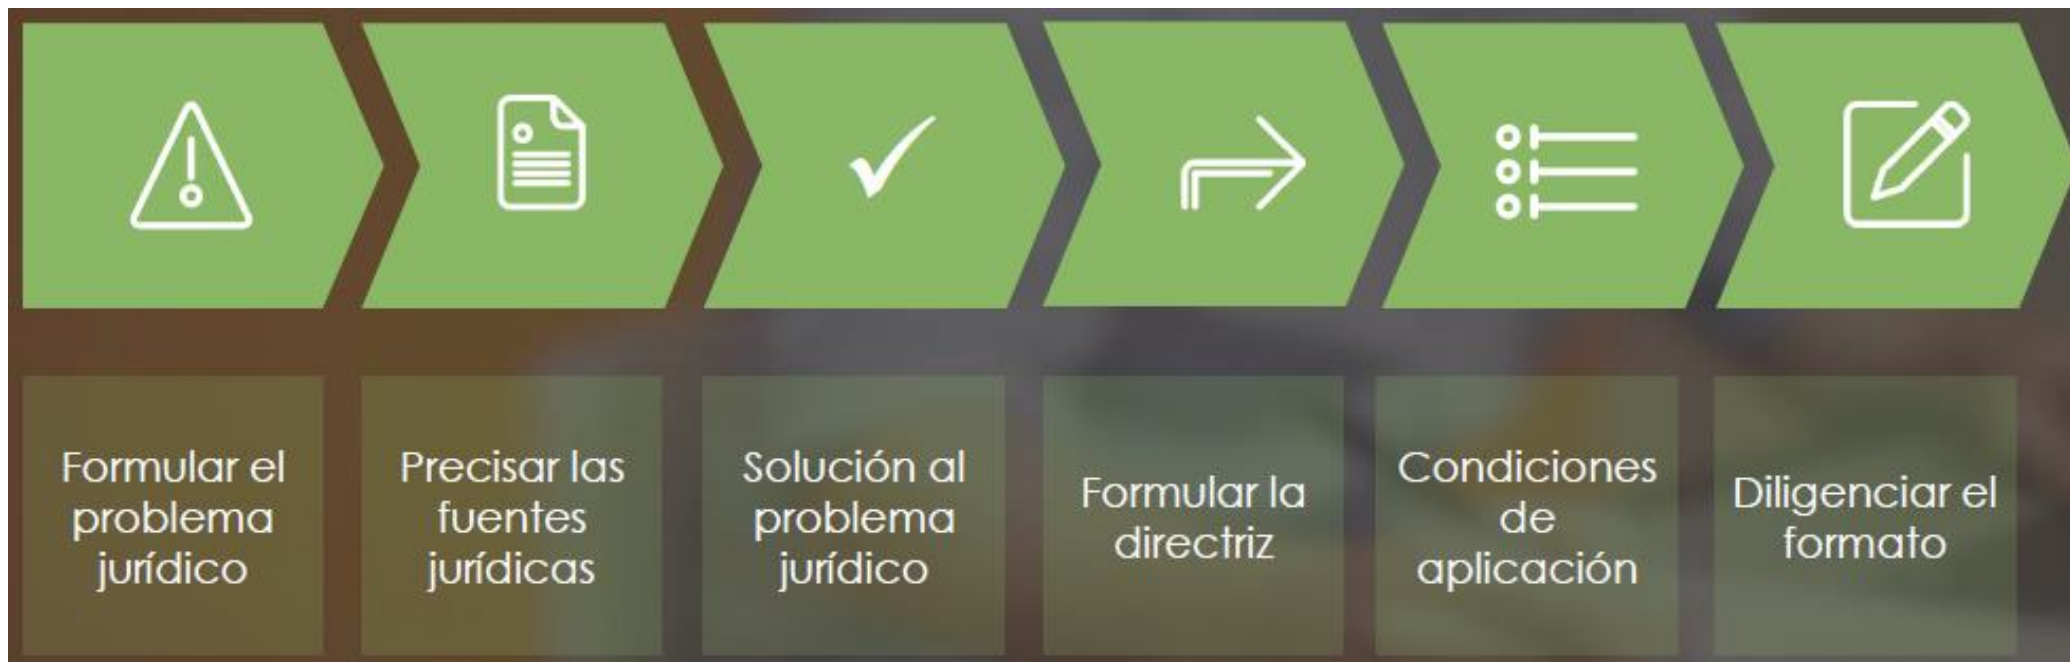 Formular el
problema
jurídico
Precisar las
fuentes
jurídicas
Solución al
problema
jurídico
Formular la
directriz
Condiciones
de
aplicación
Diligenciar el
formato